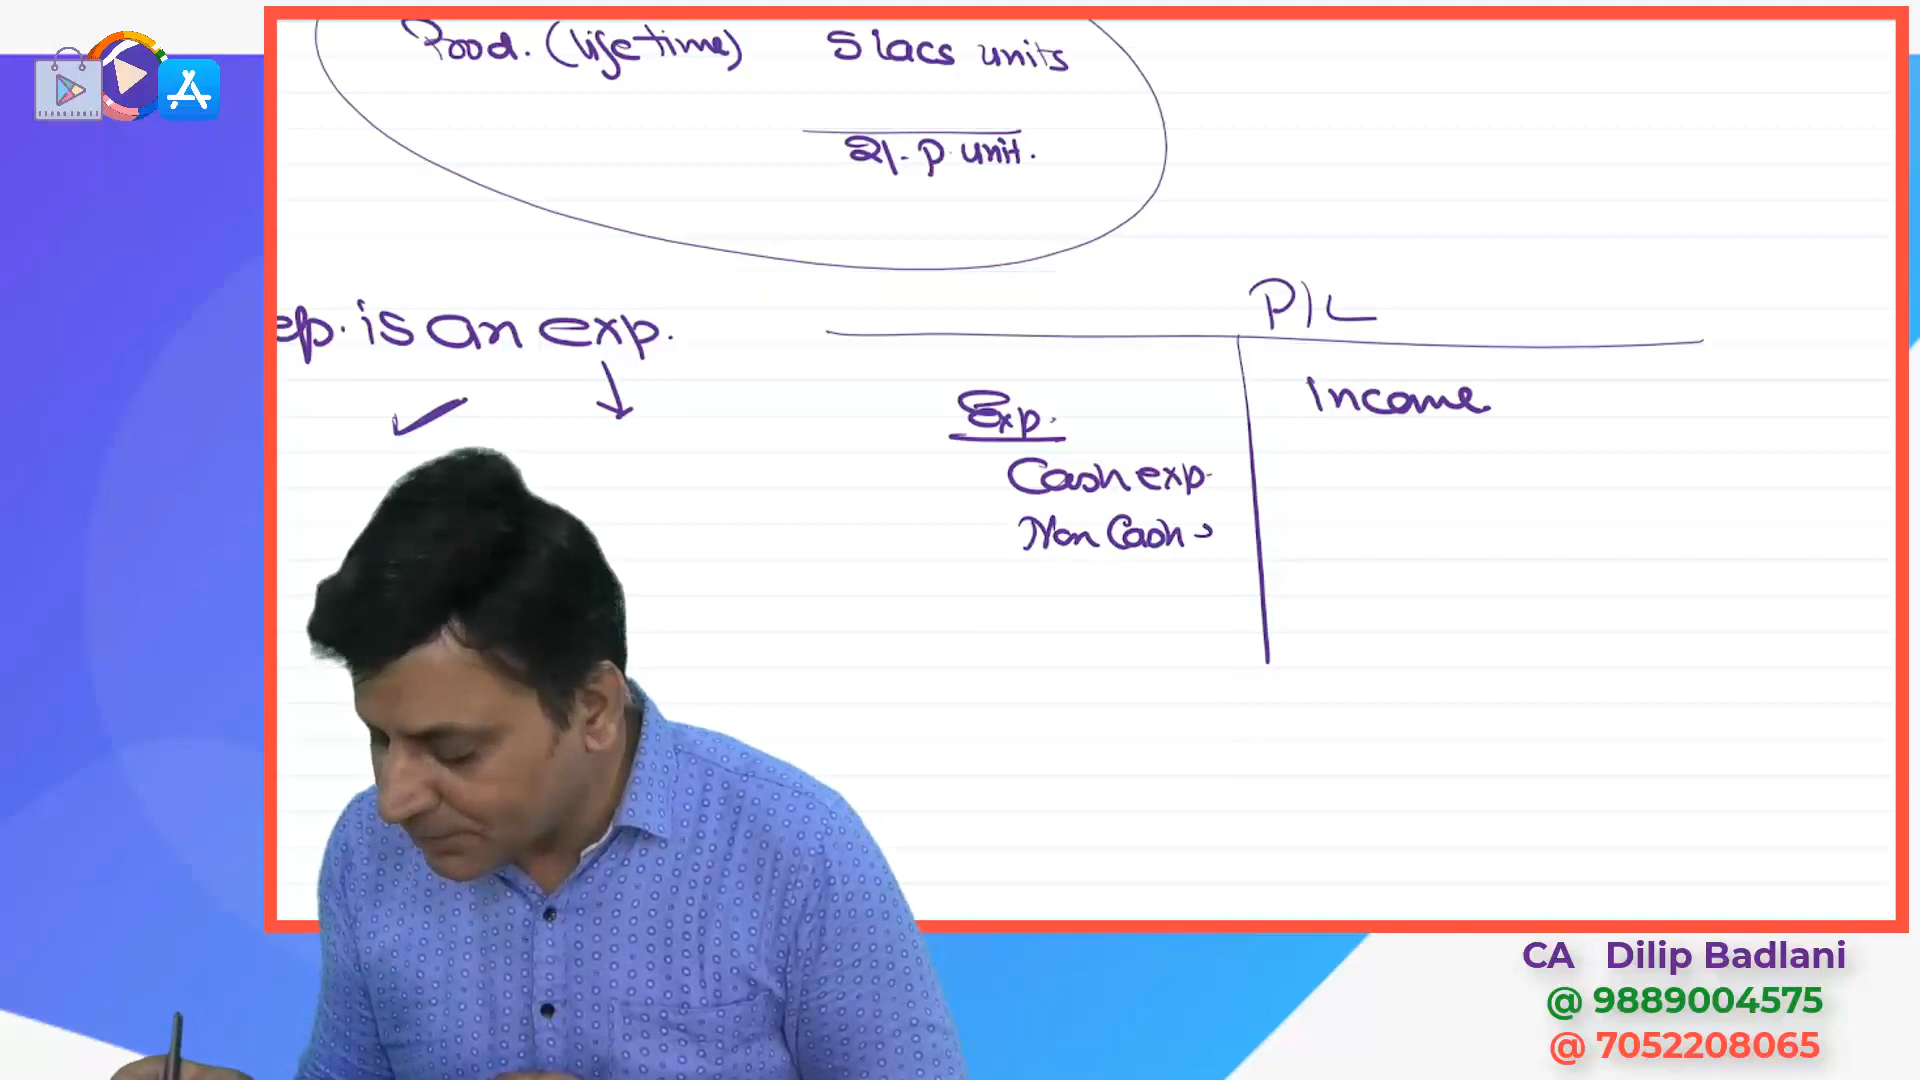 Prod. (life time) 5 lacs units
2/- p unit.
ep. is an exp.
P/L
Exp. Income
Cash exp.
Non Cash
CA Dilip Badlani
@ 9889004575
@ 7052208065